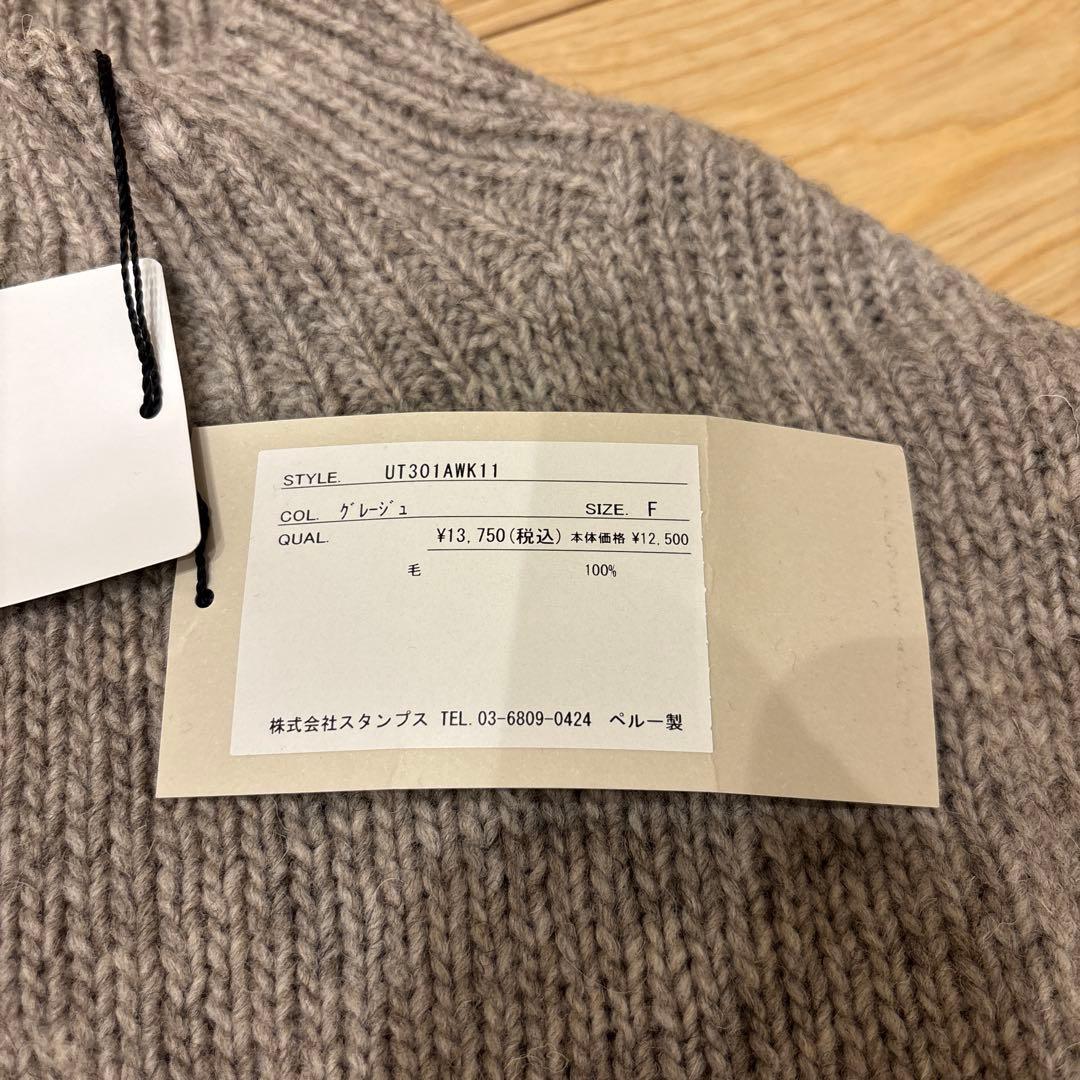 STYLE. UT301AWK11
COL. グレージュ SIZE. F
QUAL. ¥13,750(税込) 本体価格 ¥12,500
毛 100%
株式会社スタンプス TEL.03-6809-0424 ペルー製